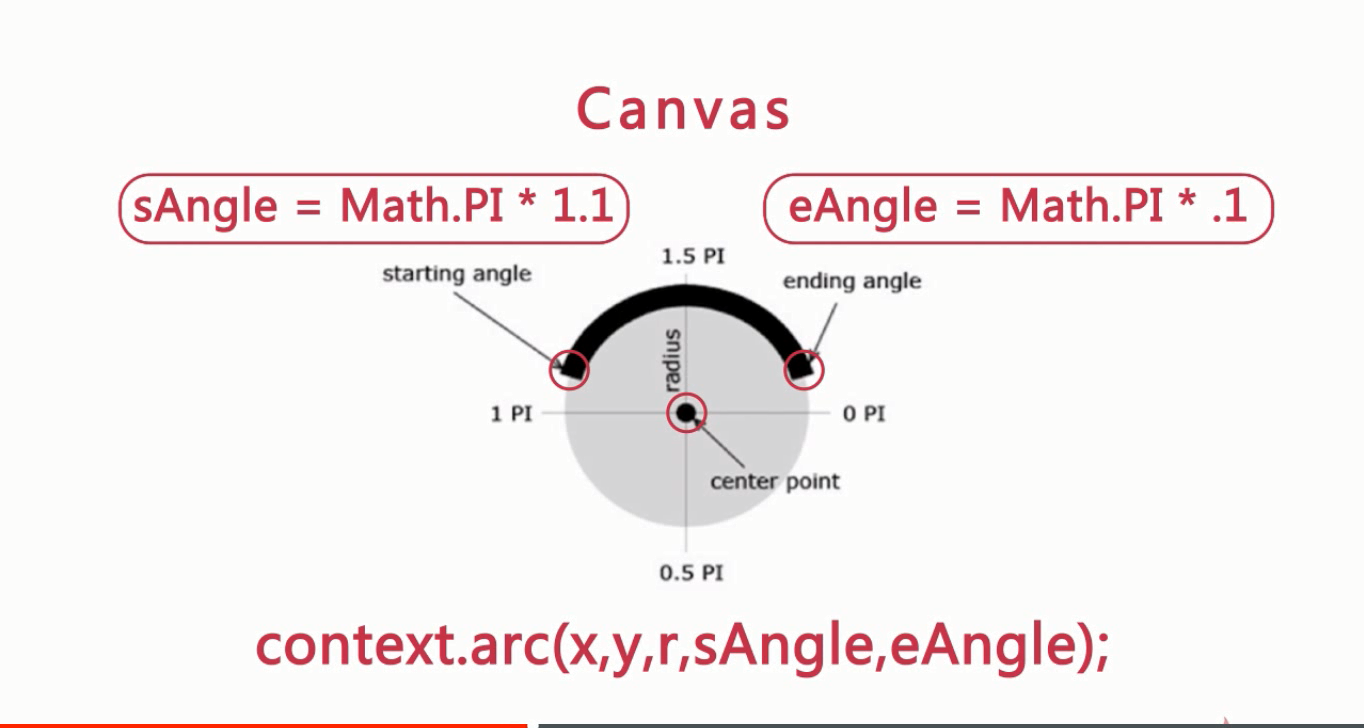 Canvas
sAngle = Math.PI * 1.1
eAngle = Math.PI * .1
1.5 PI
starting angle
ending angle
radius
1 PI
0 PI
center point
0.5 PI
context.arc(x,y,r,sAngle,eAngle);